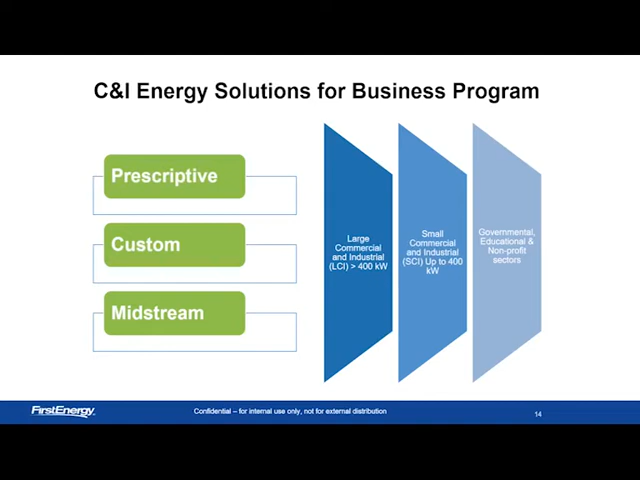 C&I Energy Solutions for Business Program
Prescriptive
Custom
Midstream
Large
Commercial
and Industrial
(LCI) > 400 kW
Small
Commercial
and Industrial
(SCI) Up to 400
kW
Governmental,
Educational &
Non-profit
sectors
FirstEnergy
Confidential – for internal use only, not for external distribution
14